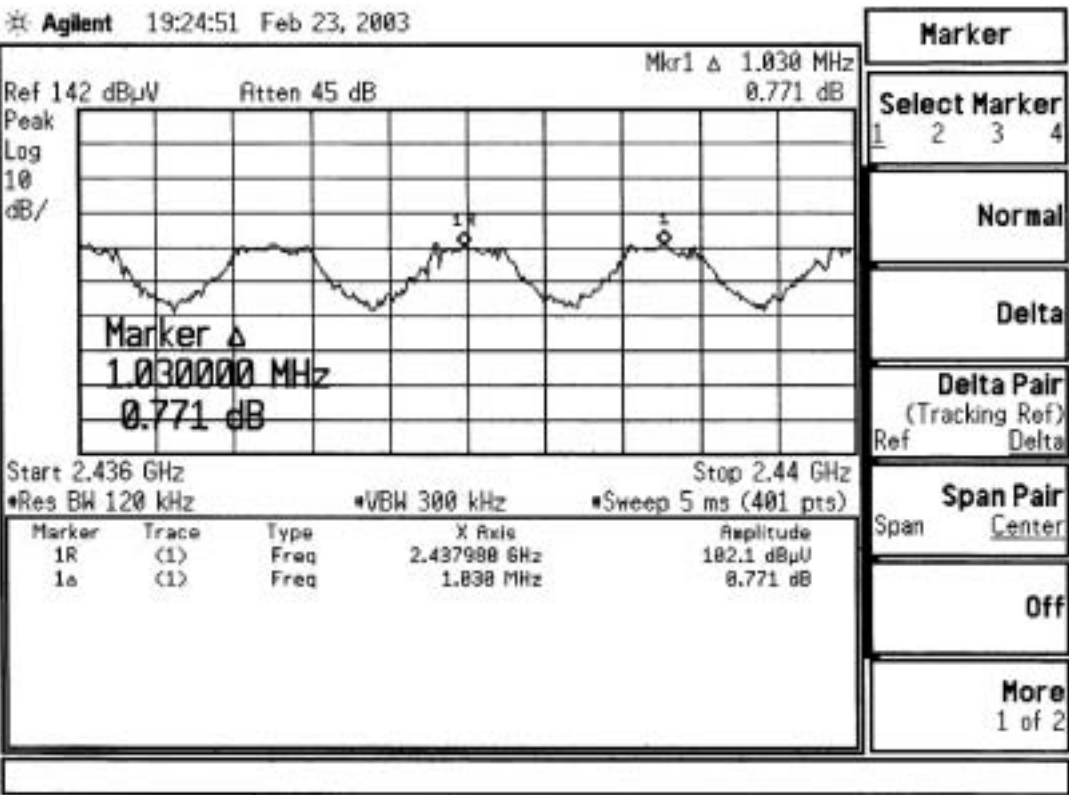 Agilent 19:24:51 Feb 23, 2003
Mkr1 Δ 1.030 MHz
Ref 142 dBµV Atten 45 dB 0.771 dB
Peak
Log
10
dB/
1R 1
Marker Δ
1.030000 MHz
0.771 dB
Start 2.436 GHz Stop 2.44 GHz
#Res BW 120 kHz #VBW 300 kHz #Sweep 5 ms (401 pts)
Marker Trace Type X Axis Amplitude
1R (1) Freq 2.437980 GHz 102.1 dBµV
1Δ (1) Freq 1.030 MHz 0.771 dB
Marker
Select Marker
1 2 3 4
Normal
Delta
Delta Pair
(Tracking Ref)
Ref Delta
Span Pair
Span Center
Off
More
1 of 2